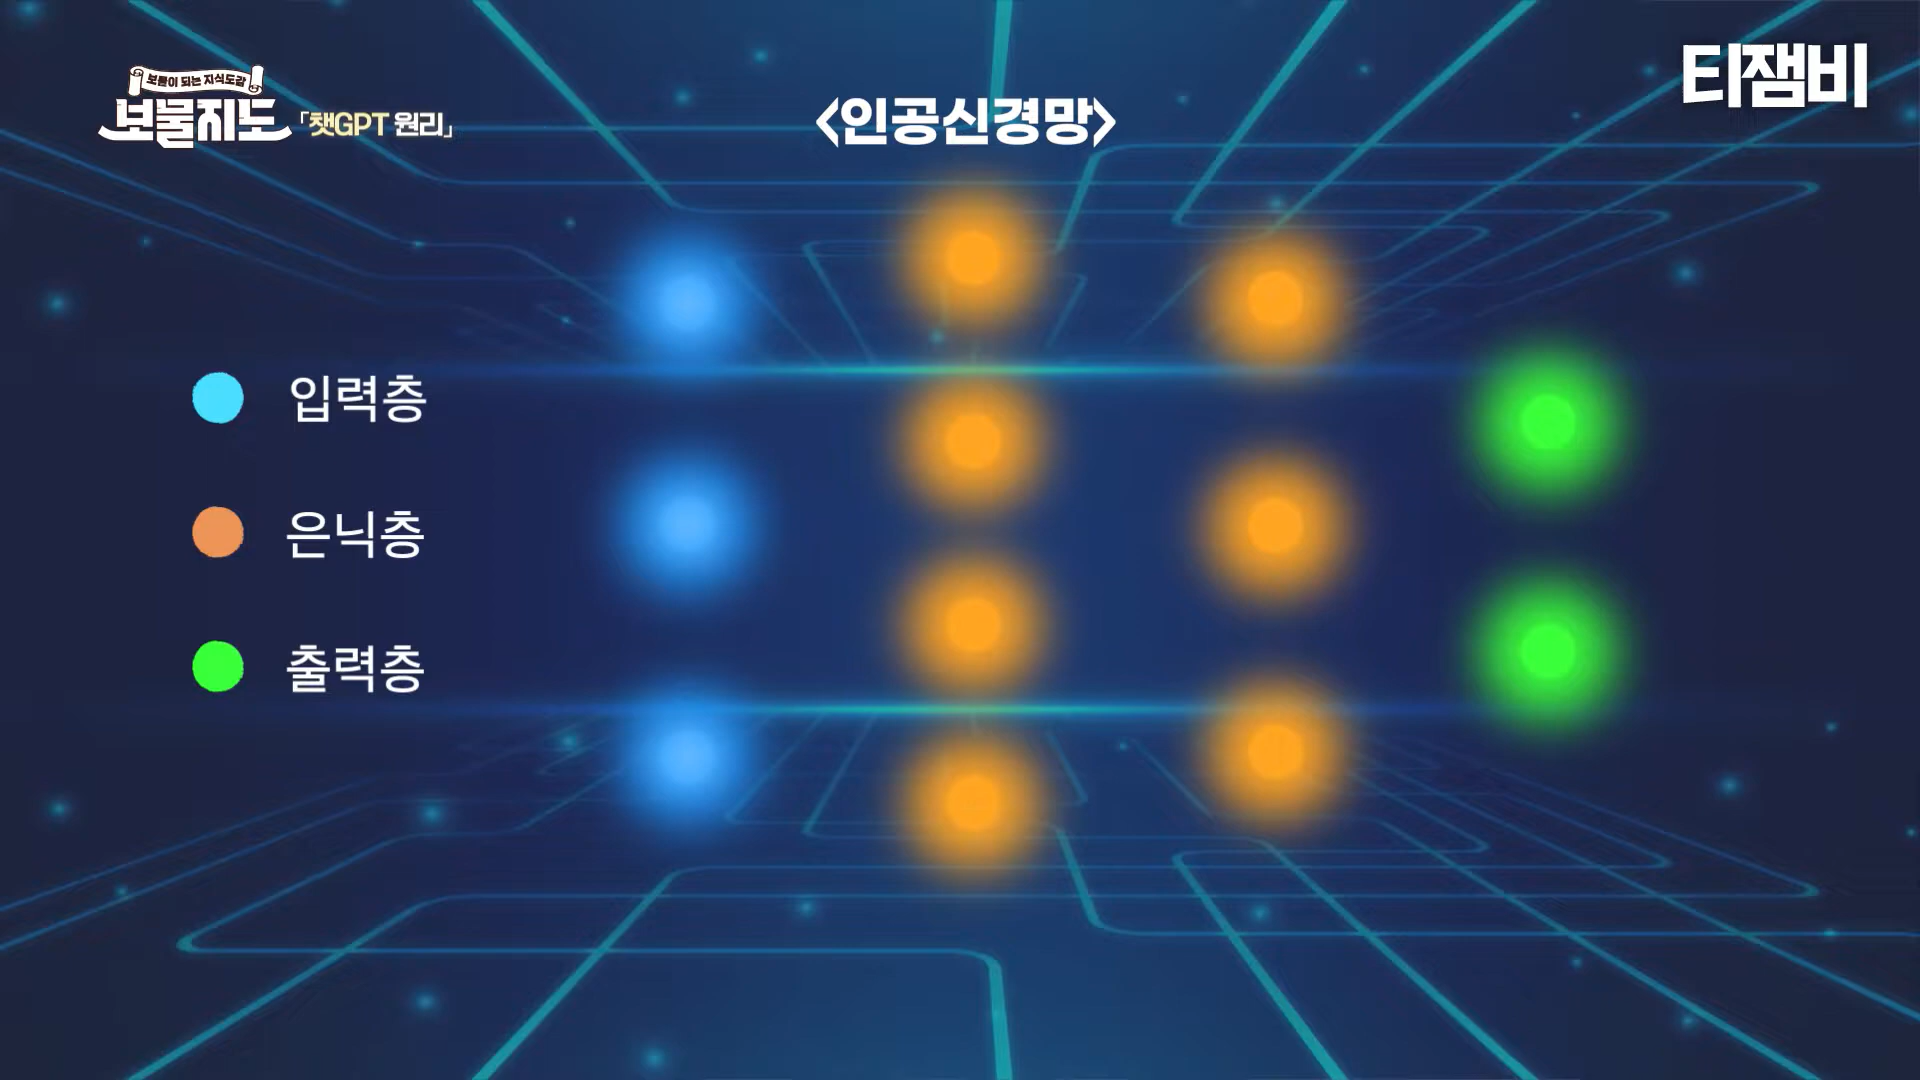 보물이 되는 지식도감
보물지도
「챗GPT 원리」
<인공신경망>
티잼비
입력층
은닉층
출력층